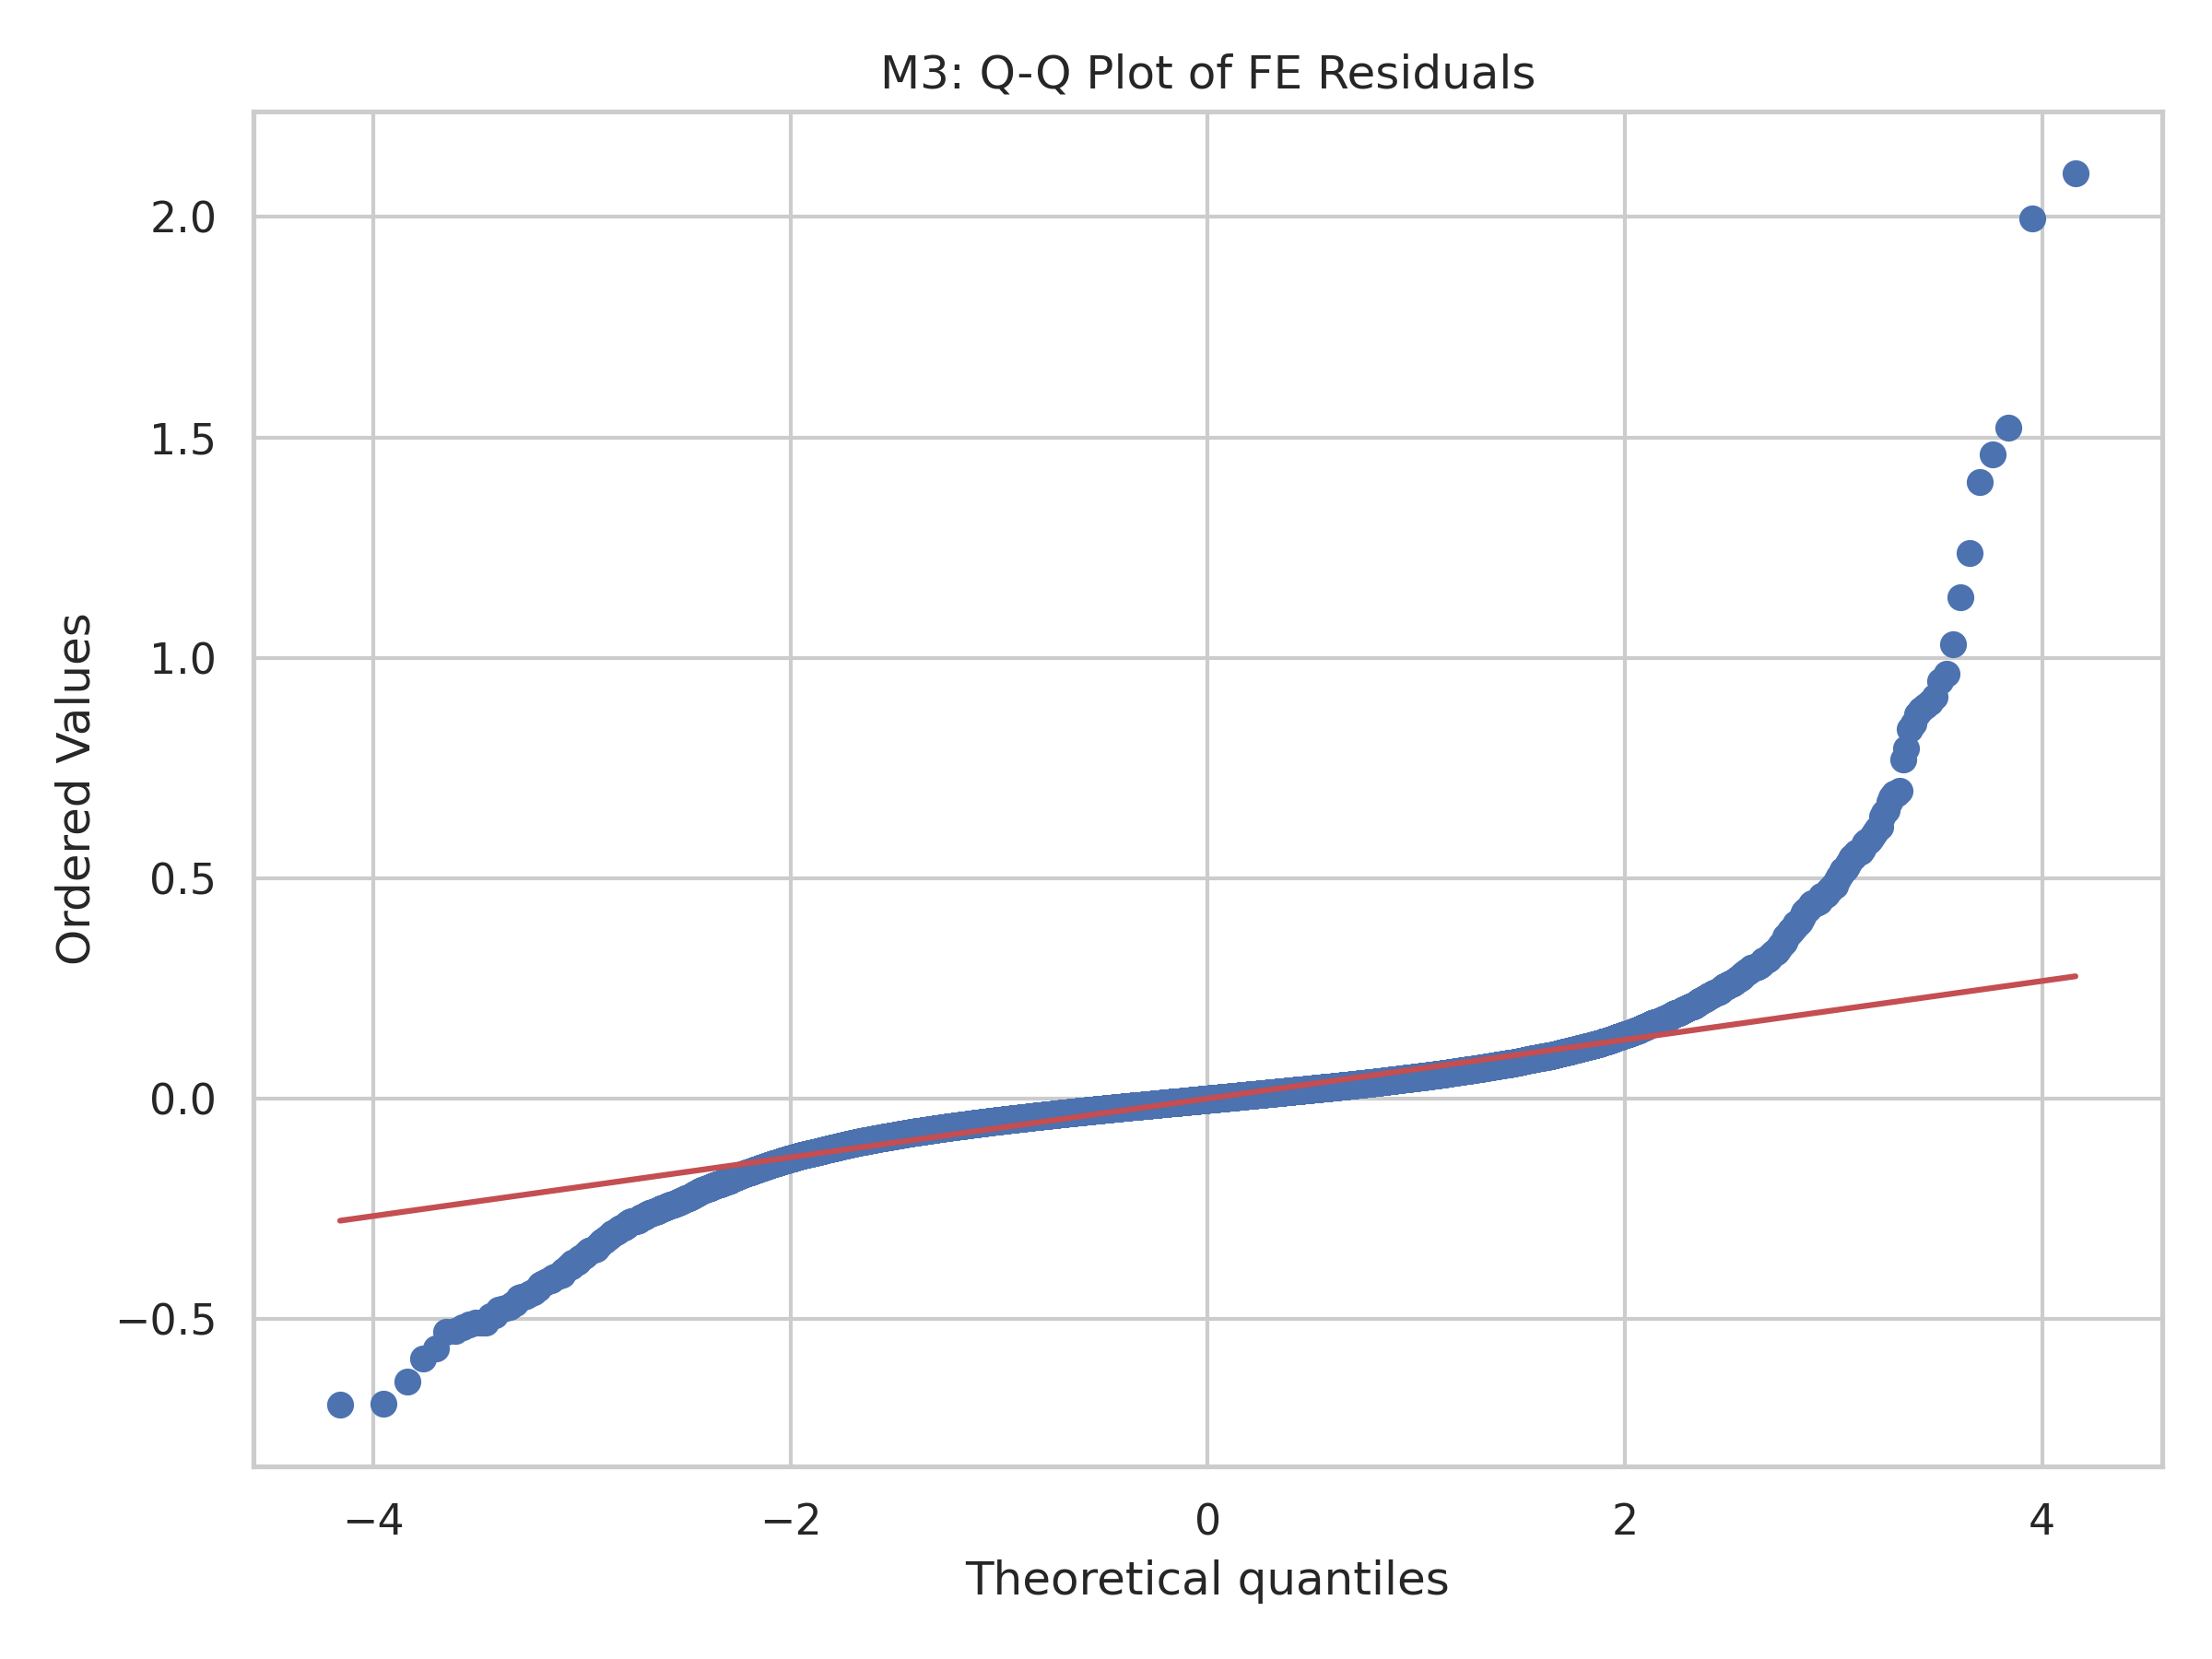 M3: Q-Q Plot of FE Residuals
Ordered Values
2.0
1.5
1.0
0.5
0.0
−0.5
−4 −2 0 2 4
Theoretical quantiles